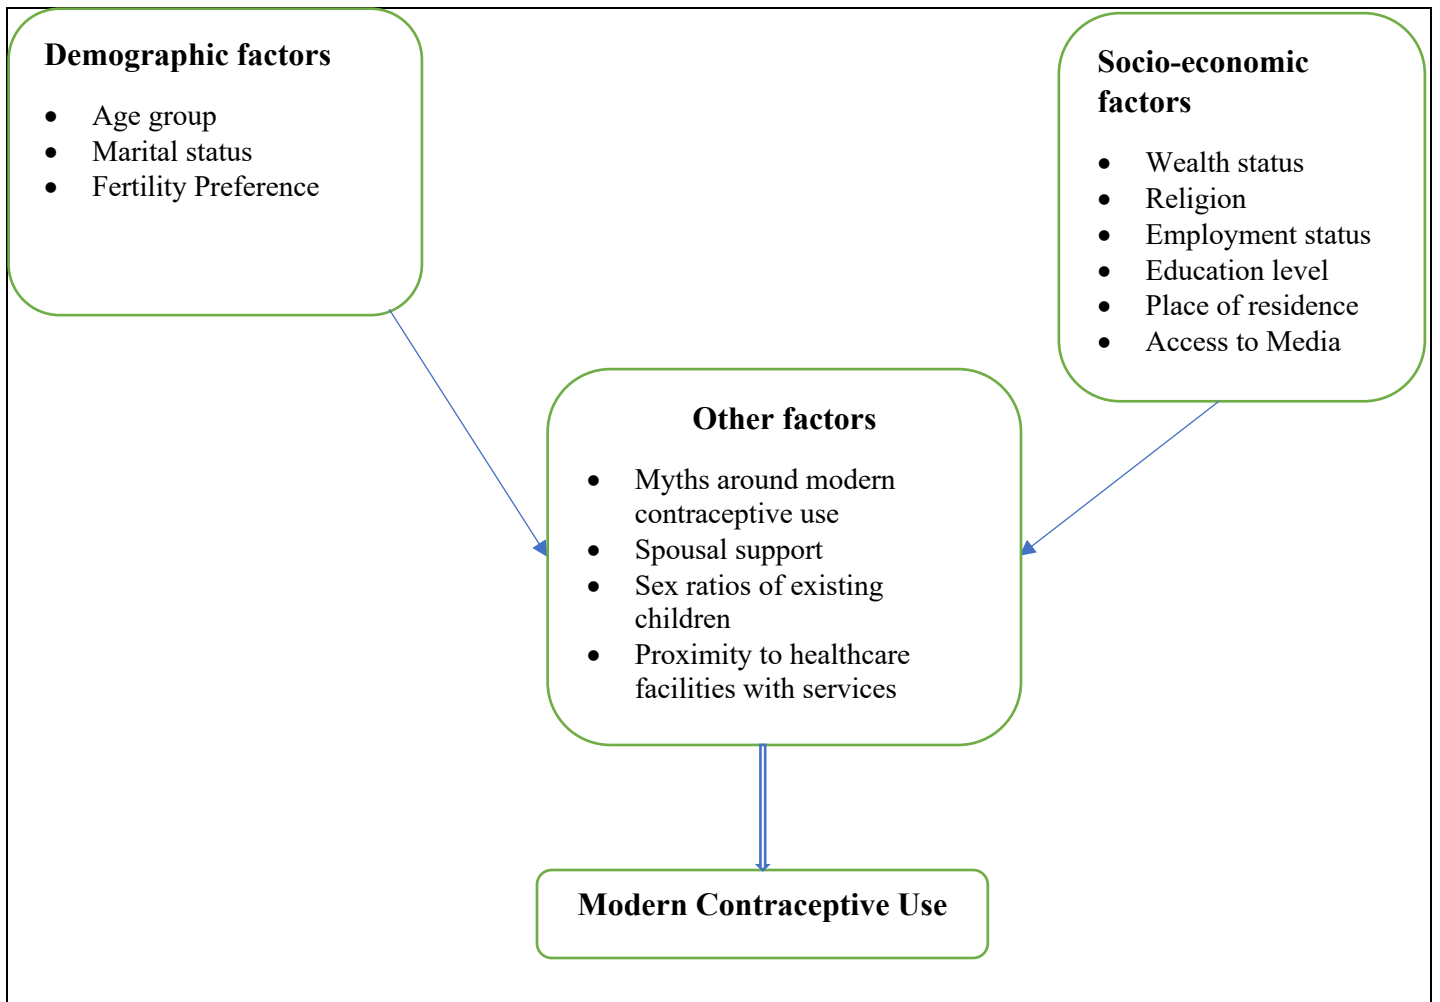 Demographic factors
• Age group
• Marital status
• Fertility Preference
Socio-economic
factors
• Wealth status
• Religion
• Employment status
• Education level
• Place of residence
• Access to Media
Other factors
• Myths around modern
contraceptive use
• Spousal support
• Sex ratios of existing
children
• Proximity to healthcare
facilities with services
Modern Contraceptive Use